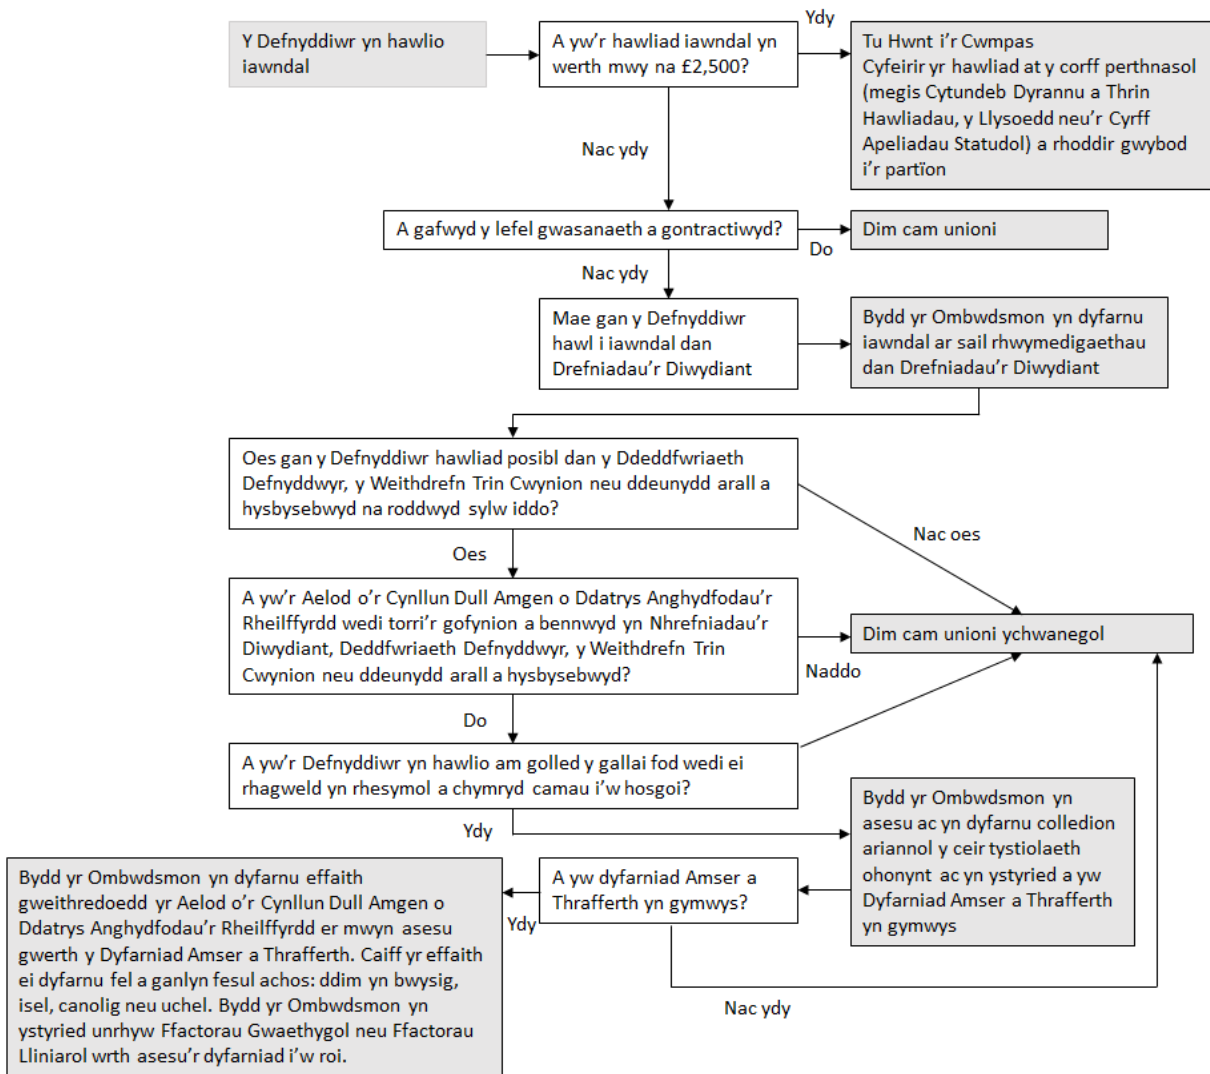 Y Defnyddiwr yn hawlio
iawndal
A yw'r hawliad iawndal yn
werth mwy na £2,500?
Ydy
Tu Hwnt i'r Cwmpas
Cyfeirir yr hawliad at y corff perthnasol
(megis Cytundeb Dyrannu a Thrin
Hawliadau, y Llysoedd neu'r Cyrff
Apeliadau Statudol) a rhoddir gwybod
i'r partïon
Nac ydy
A gafwyd y lefel gwasanaeth a gontractiwyd?
Do
Dim cam unioni
Nac ydy
Mae gan y Defnyddiwr
hawl i iawndal dan
Drefniadau'r Diwydiant
Bydd yr Ombwdsmon yn dyfarnu
iawndal ar sail rhwymedigaethau
dan Drefniadau'r Diwydiant
Oes gan y Defnyddiwr hawliad posibl dan y Ddeddfwriaeth
Defnyddwyr, y Weithdrefn Trin Cwynion neu ddeunydd arall a
hysbysebwyd na roddwyd sylw iddo?
Nac oes
Oes
A yw'r Aelod o'r Cynllun Dull Amgen o Ddatrys Anghydfodau'r
Rheilffyrdd wedi torri'r gofynion a bennwyd yn Nhrefniadau'r
Diwydiant, Deddfwriaeth Defnyddwyr, y Weithdrefn Trin
Cwynion neu ddeunydd arall a hysbysebwyd?
Naddo
Dim cam unioni ychwanegol
Do
A yw'r Defnyddiwr yn hawlio am golled y gallai fod wedi ei
rhagweld yn rhesymol a chymryd camau i'w hosgoi?
Ydy
Bydd yr Ombwdsmon yn
asesu ac yn dyfarnu colledion
ariannol y ceir tystiolaeth
ohonynt ac yn ystyried a yw
Dyfarniad Amser a Thrafferth
yn gymwys
A yw dyfarniad Amser a
Thrafferth yn gymwys?
Ydy
Nac ydy
Bydd yr Ombwdsmon yn dyfarnu effaith
gweithredoedd yr Aelod o'r Cynllun Dull Amgen o
Ddatrys Anghydfodau'r Rheilffyrdd er mwyn asesu
gwerth y Dyfarniad Amser a Thrafferth. Caiff yr effaith
ei dyfarnu fel a ganlyn fesul achos: ddim yn bwysig,
isel, canolig neu uchel. Bydd yr Ombwdsmon yn
ystyried unrhyw Ffactorau Gwaethygol neu Ffactorau
Lliniarol wrth asesu'r dyfarniad i'w roi.